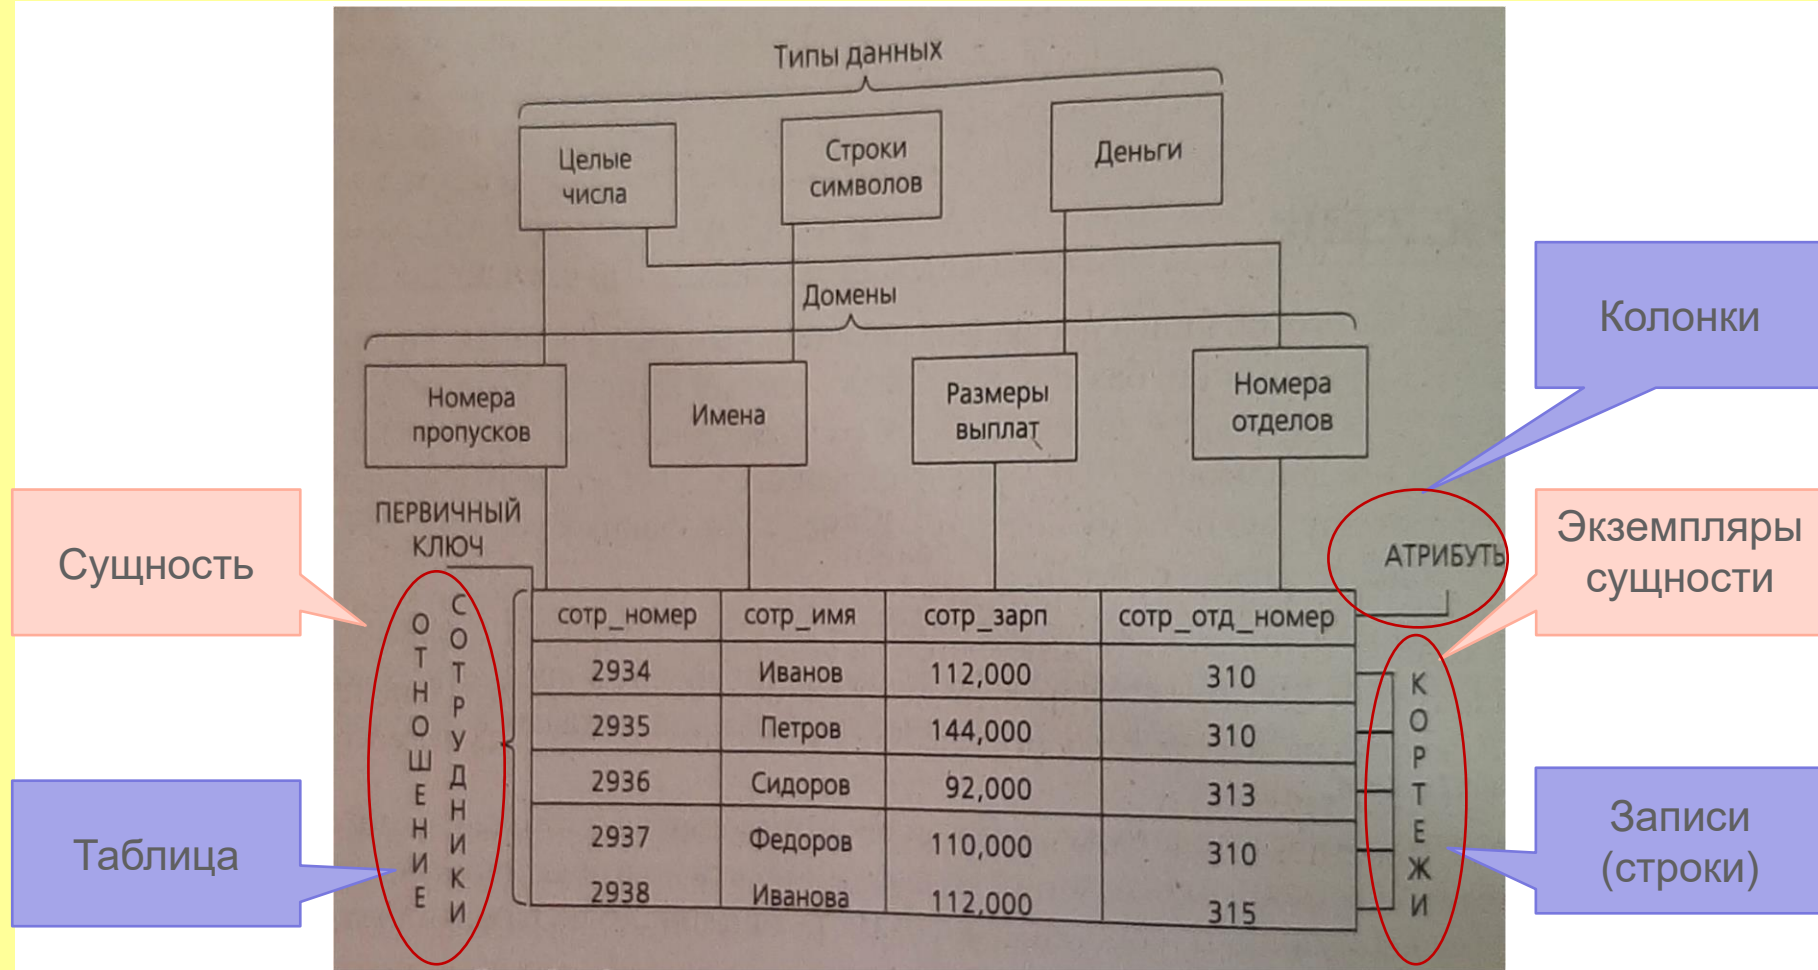 Типы данных
Целые
числа
Строки
символов
Деньги
Домены
Номера
пропусков
Имена
Размеры
выплат
Номера
отделов
Колонки
ПЕРВИЧНЫЙ
КЛЮЧ
АТРИБУТЫ
Сущность
Экземпляры
сущности
ОТНОШЕНИЕ
СОТРУДНИКИ
сотр_номер сотр_имя сотр_зарп сотр_отд_номер
2934 Иванов 112,000 310
2935 Петров 144,000 310
2936 Сидоров 92,000 313
2937 Федоров 110,000 310
2938 Иванова 112,000 315
КОРТЕЖИ
Таблица
Записи
(строки)